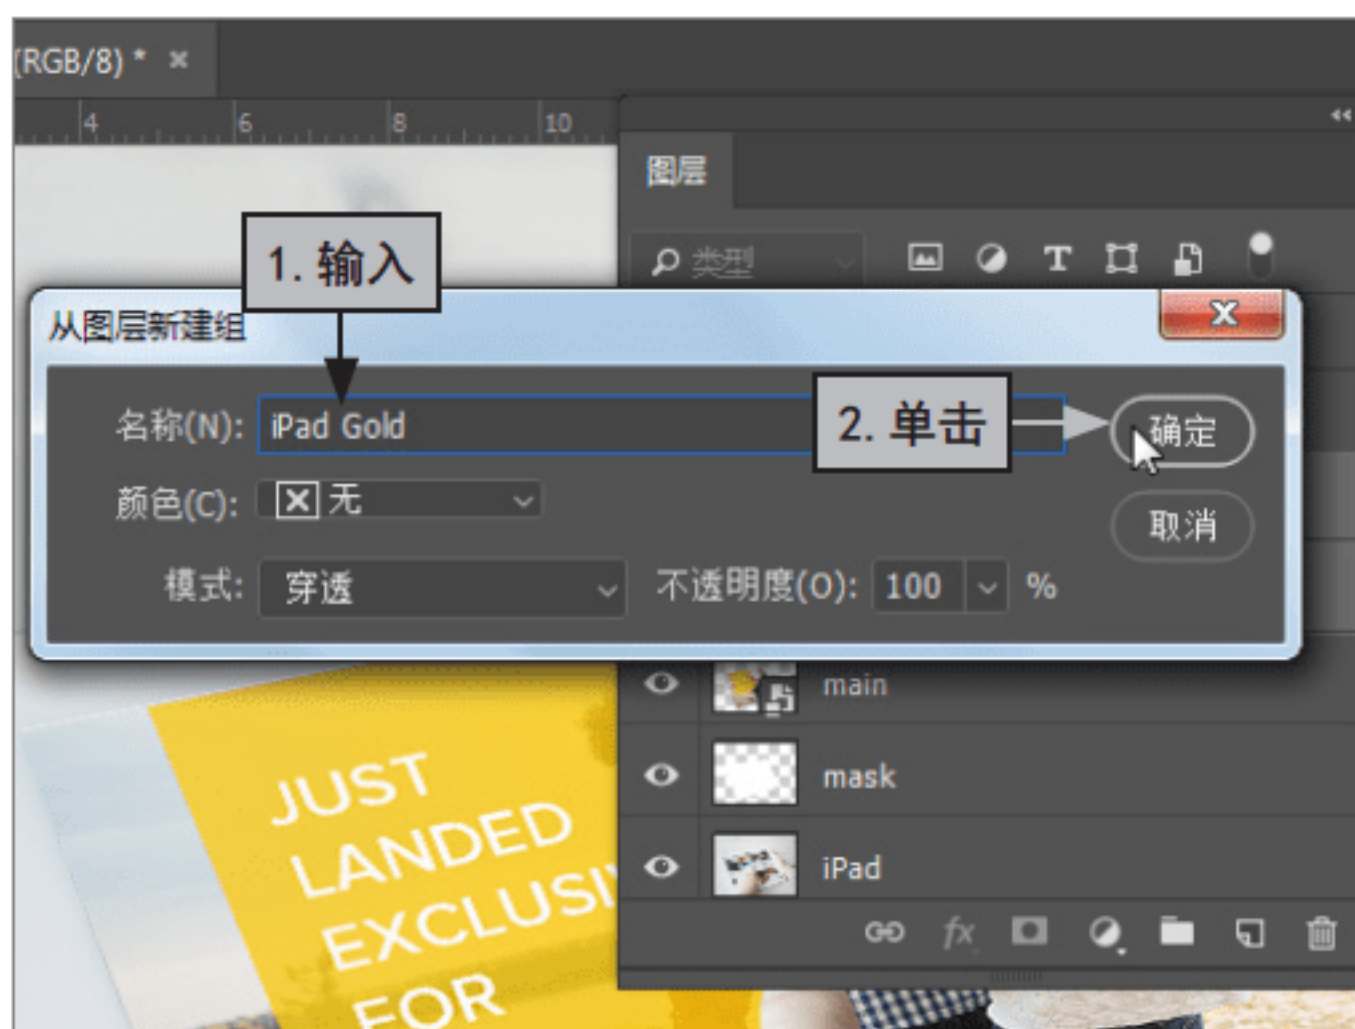 (RGB/8) *
4 6 8 10
图层
类型
1. 输入
从图层新建组
名称(N): iPad Gold
2. 单击
确定
颜色(C): 无
取消
模式: 穿透 不透明度(O): 100 %
main
mask
iPad
fx
JUST
LANDED
EXCLUSI
FOR